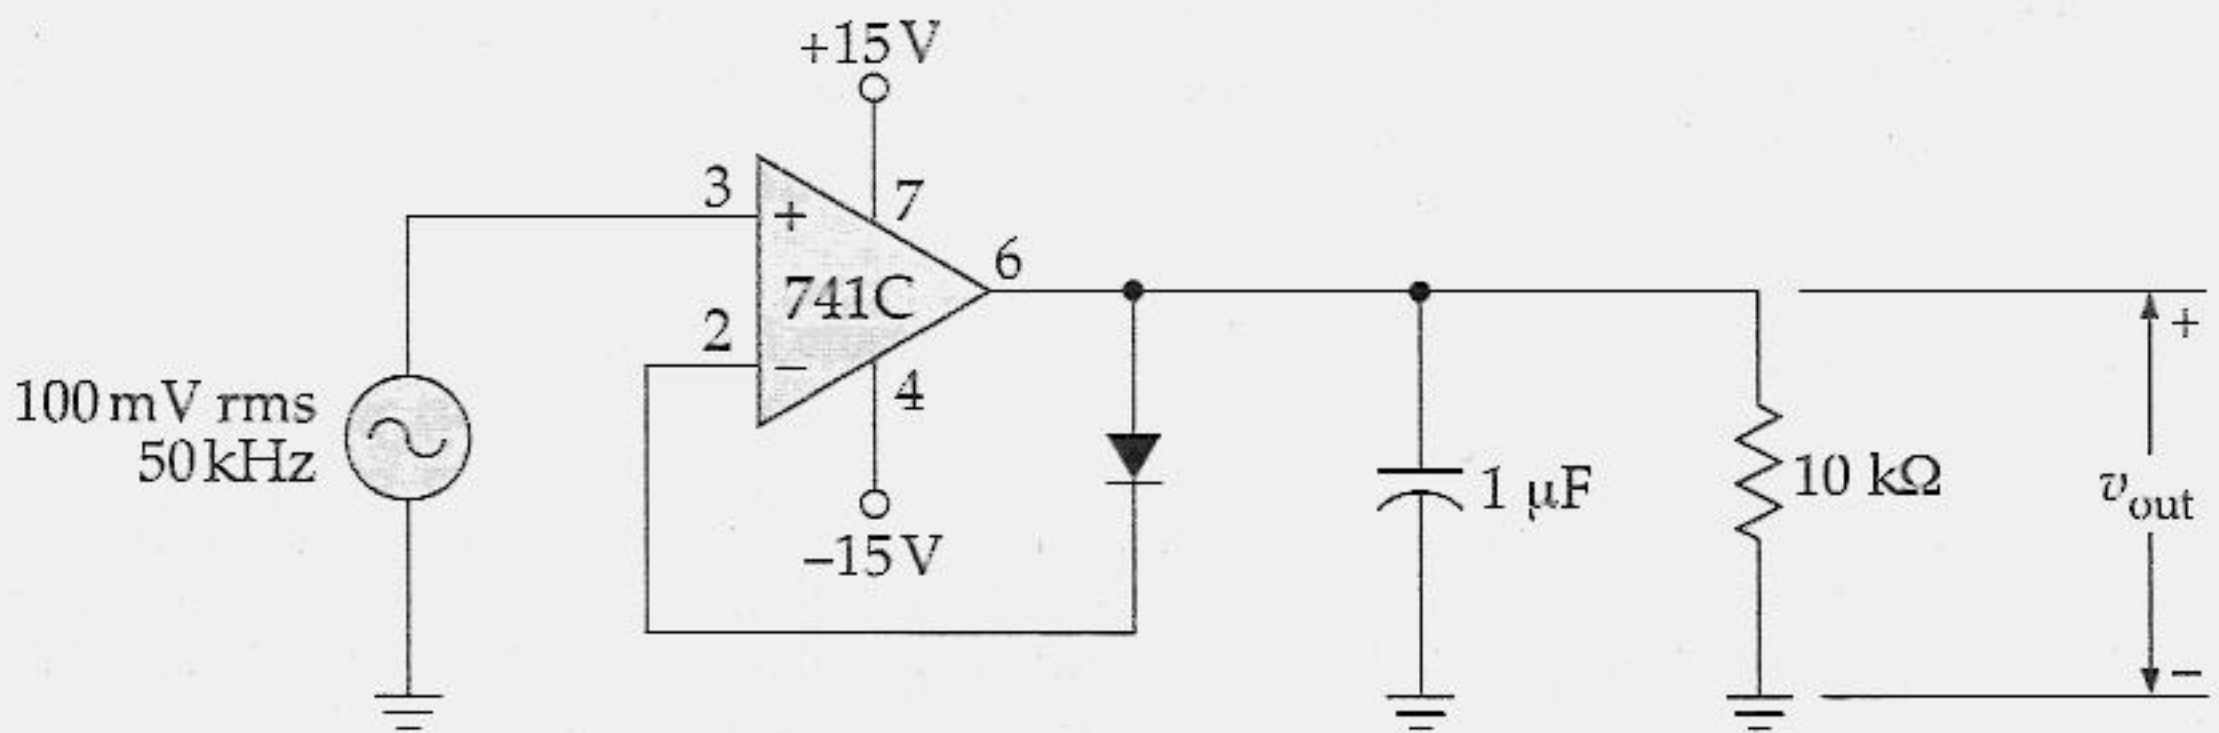 +15 V
3
+
7
741C
6
2
−
4
−15 V
100 mV rms
50 kHz
1 μF
10 kΩ
+
v_out
−